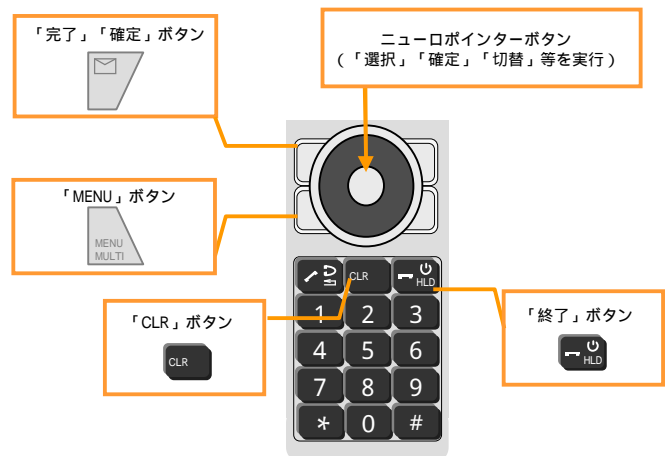 「完了」「確定」ボタン
ニューロポインターボタン
(「選択」「確定」「切替」等を実行)
「MENU」ボタン
MENU
MULTI
CLR
HLD
「CLR」ボタン
CLR
「終了」ボタン
HLD
1 2 3
4 5 6
7 8 9
* 0 #